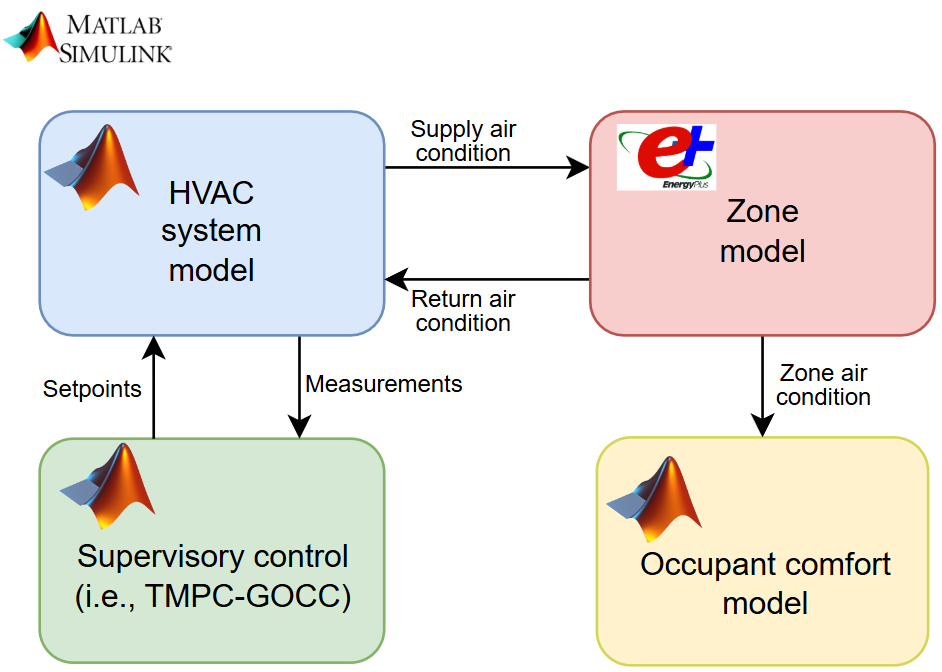 MATLAB
SIMULINK®
Supply air
condition
e+
EnergyPlus
HVAC
system
model
Zone
model
Return air
condition
Setpoints
Measurements
Zone air
condition
Supervisory control
(i.e., TMPC-GOCC)
Occupant comfort
model